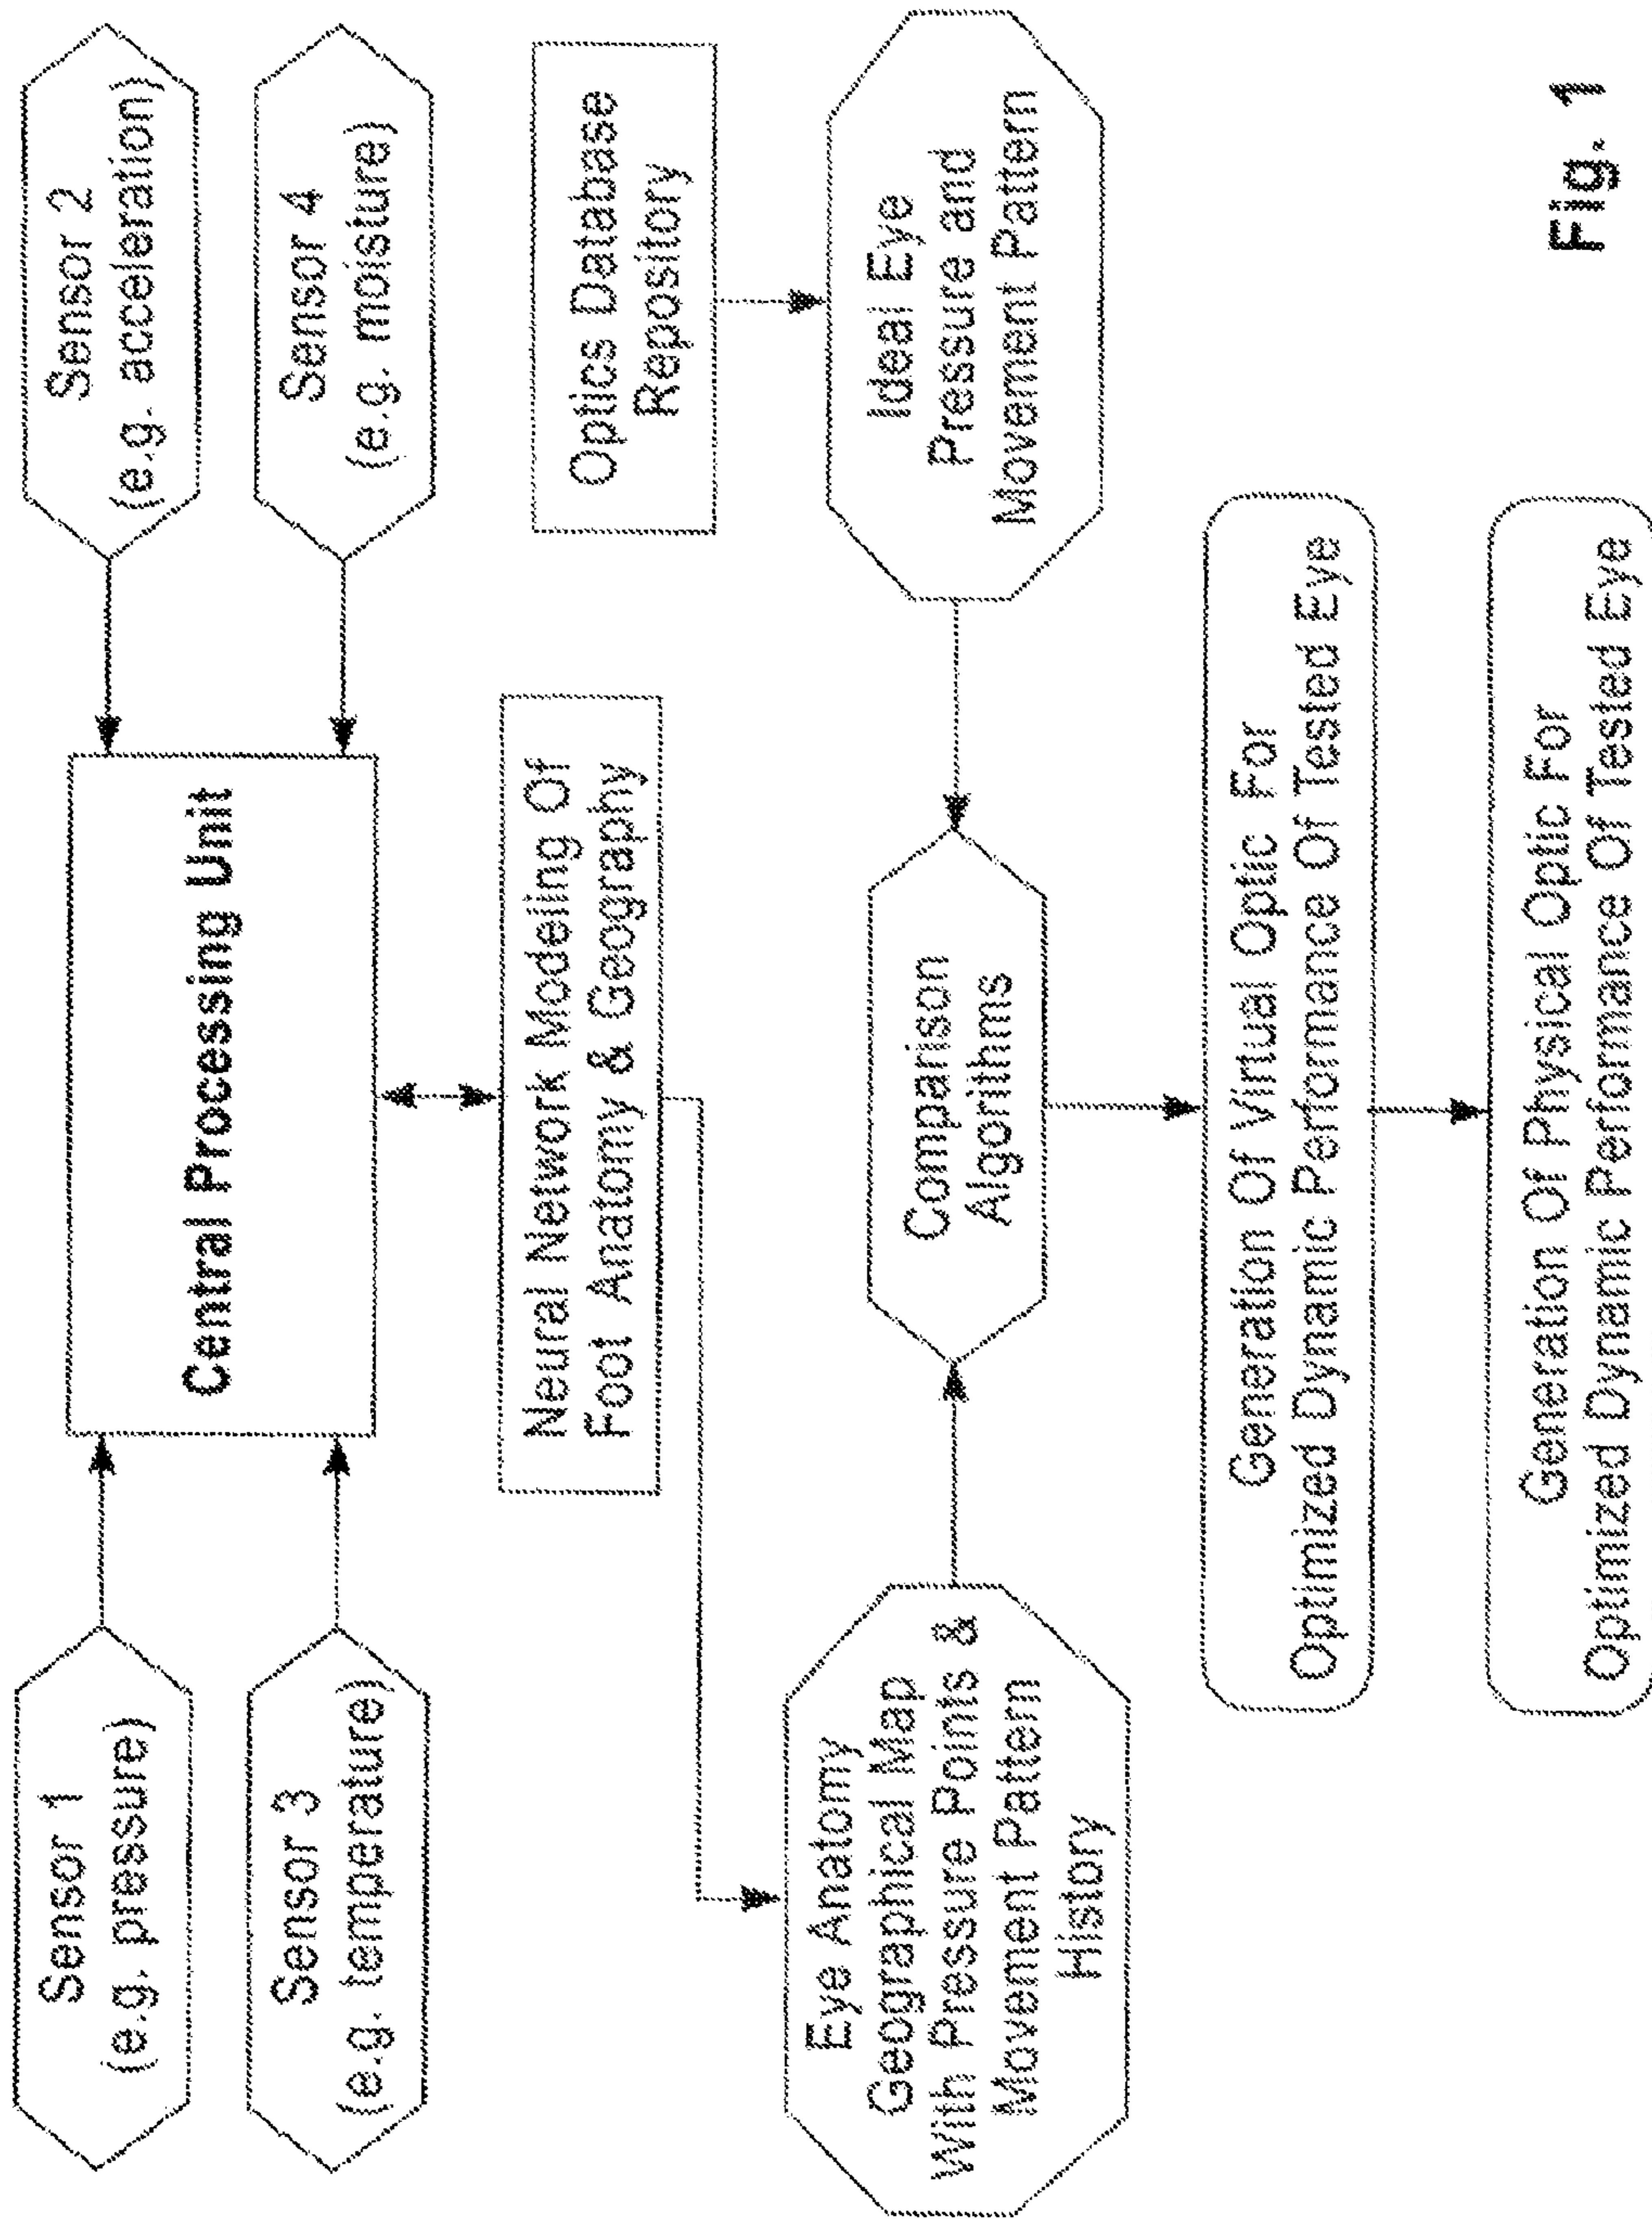 Sensor 1
(e.g. pressure)
Sensor 2
(e.g. acceleration)
Central Processing Unit
Sensor 3
(e.g. temperature)
Sensor 4
(e.g. moisture)
Neural Network Modeling Of
Foot Anatomy & Geography
Optics Database
Repository
Eye Anatomy
Geographical Map
With Pressure Points &
Movement Pattern
History
Comparison
Algorithms
Ideal Eye
Pressure and
Movement Pattern
Generation Of Virtual Optic For
Optimized Dynamic Performance Of Tested Eye
Generation Of Physical Optic For
Optimized Dynamic Performance Of Tested Eye
Fig. 1